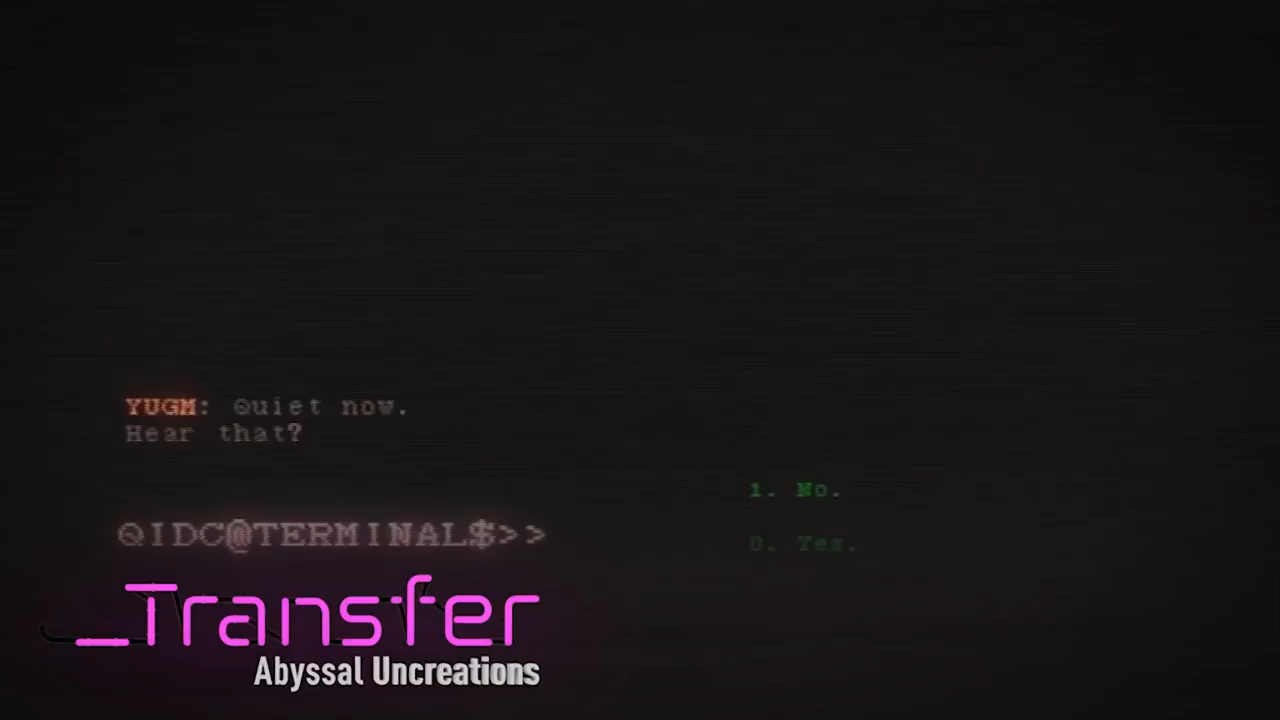 YUGM: Quiet now.
Hear that?
1. No.
QIDC@TERMINAL$>>
0. Yes.
_Transfer
Abyssal Uncreations